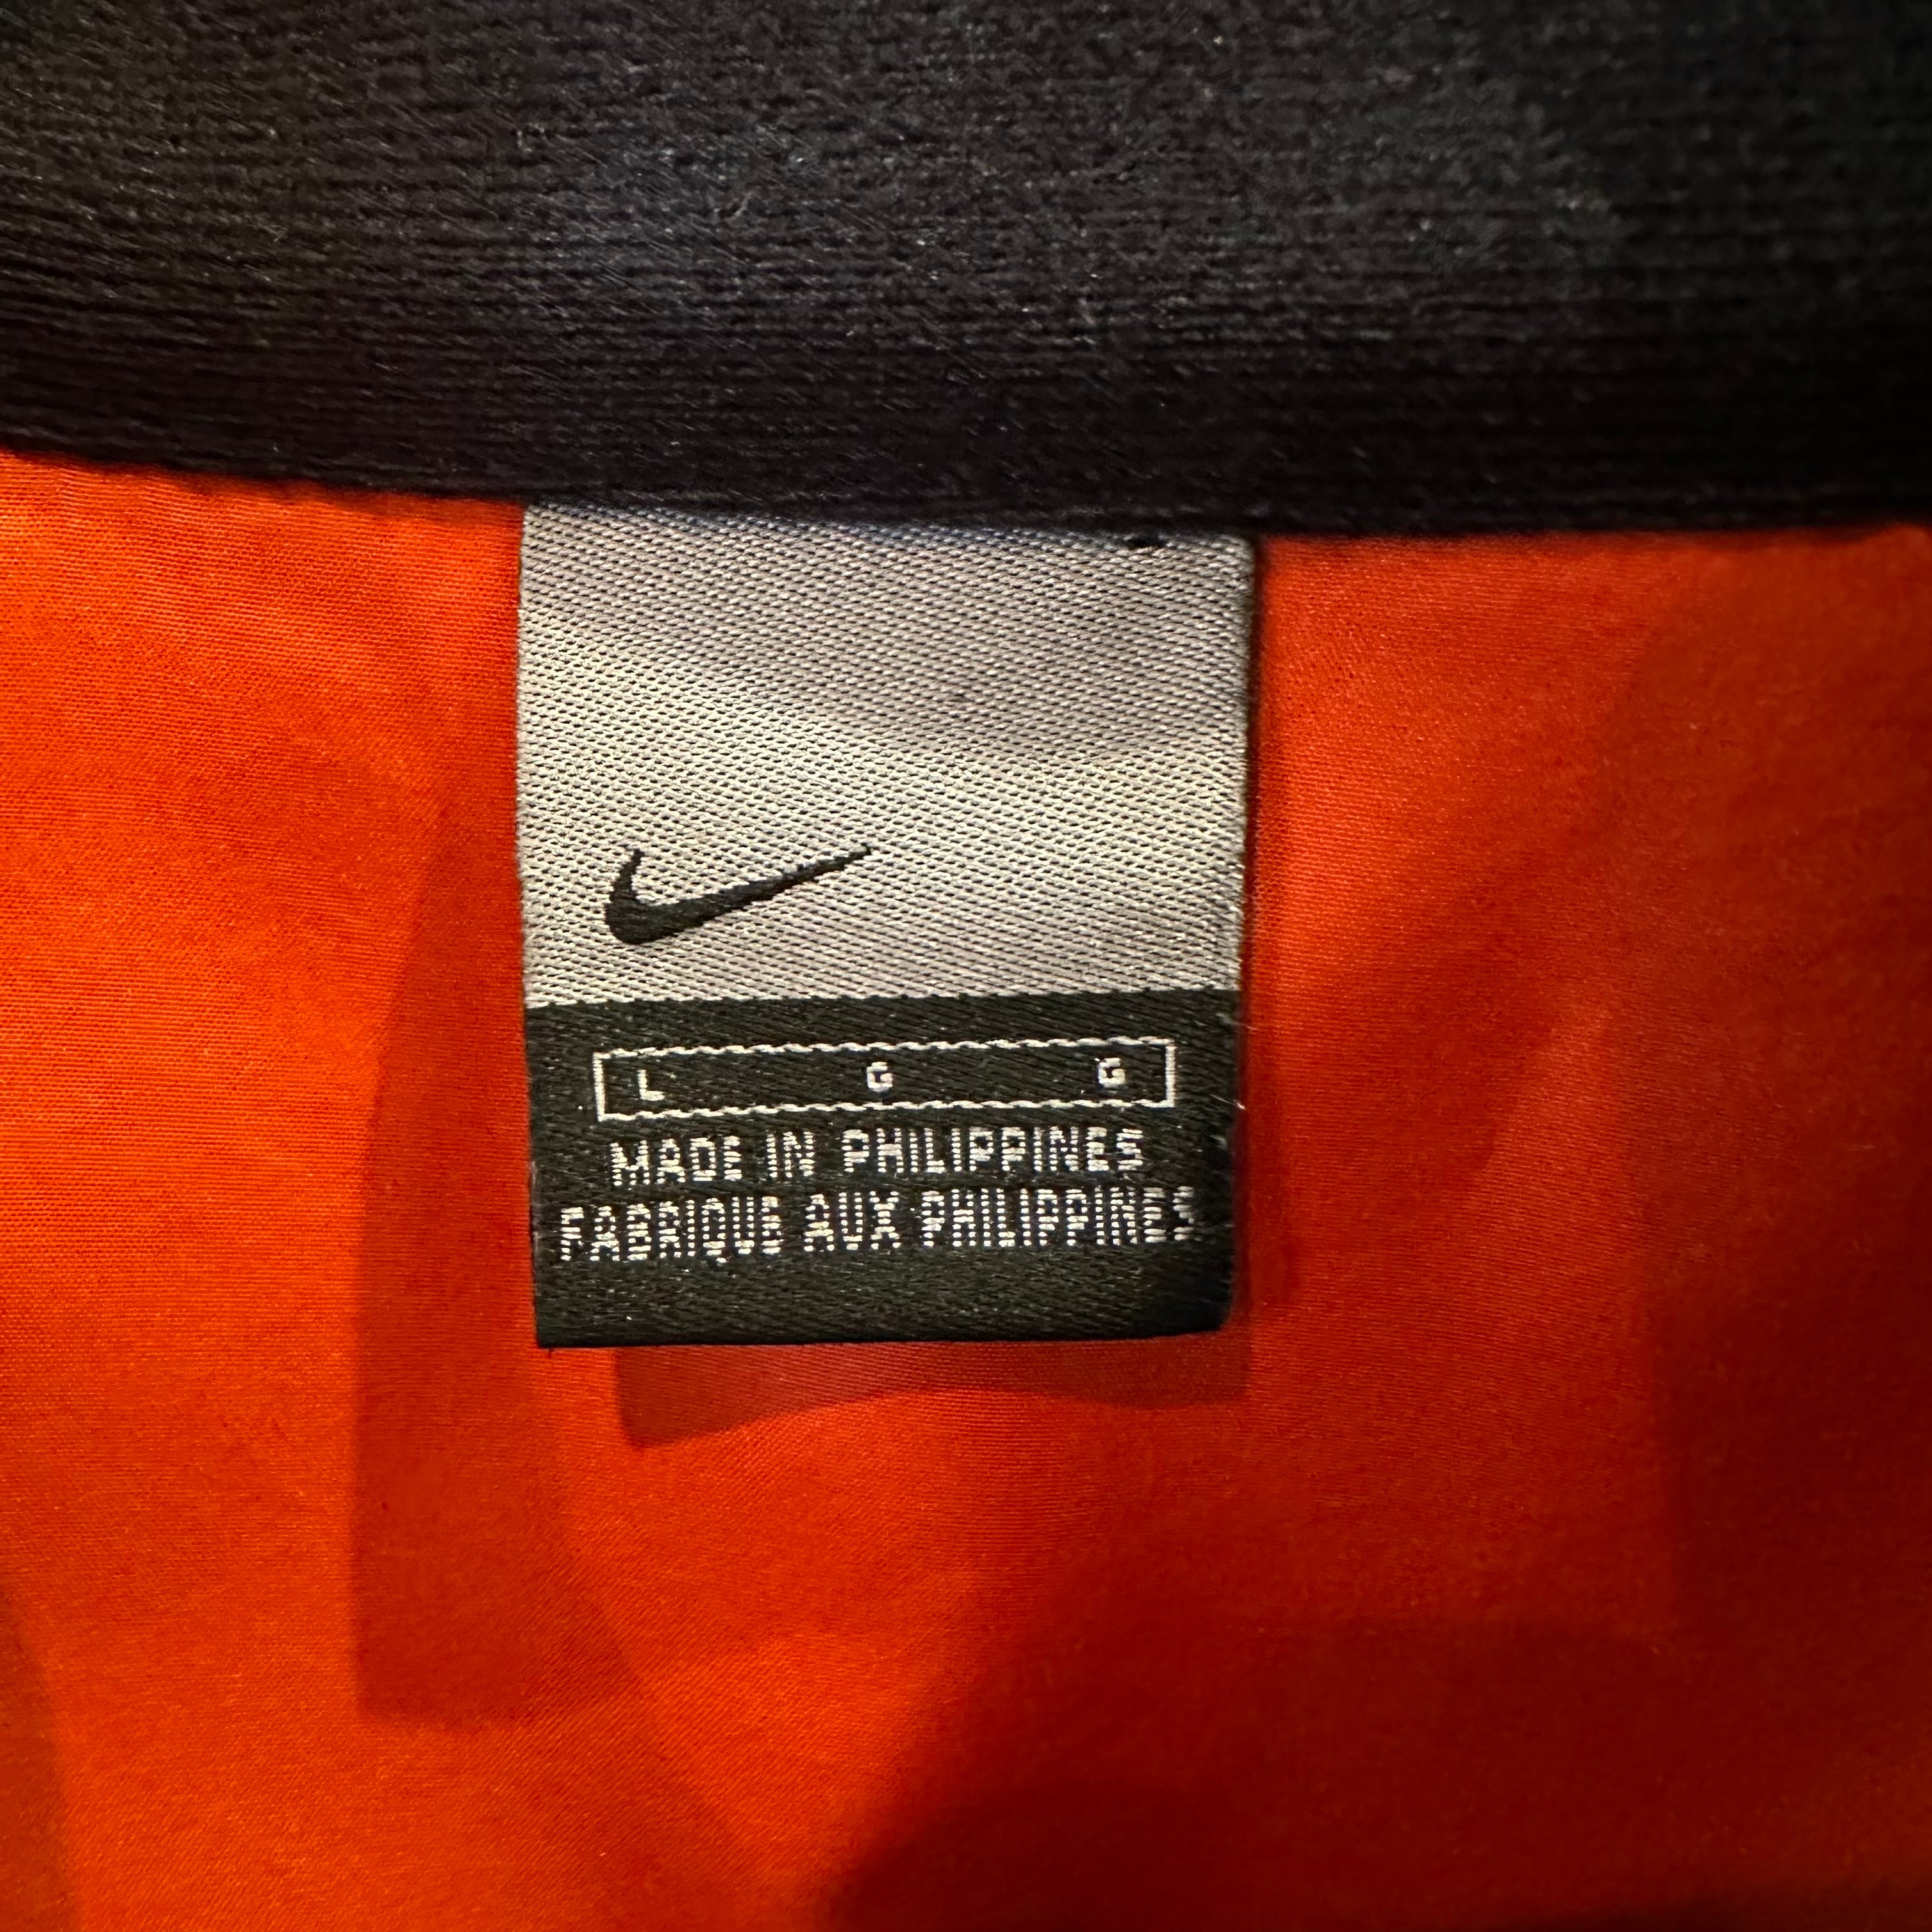 L G G
MADE IN PHILIPPINES
FABRIQUE AUX PHILIPPINES